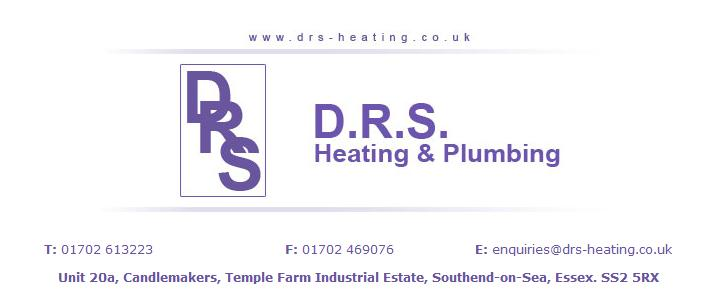 www.drs-heating.co.uk
DRS
D.R.S.
Heating & Plumbing
T: 01702 613223 F: 01702 469076 E: enquiries@drs-heating.co.uk
Unit 20a, Candlemakers, Temple Farm Industrial Estate, Southend-on-Sea, Essex. SS2 5RX